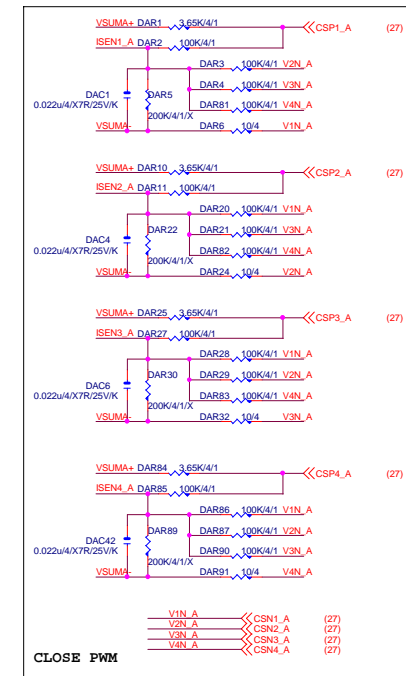 VSUMA+ DAR1 3.65K/4/1 CSP1_A (27)
ISEN1_A DAR2 100K/4/1
DAR3 100K/4/1 V2N_A
DAC1 DAR5 DAR4 100K/4/1 V3N_A
0.022u/4/X7R/25V/K 200K/4/1/X DAR81 100K/4/1 V4N_A
VSUMA- DAR6 10/4 V1N_A
VSUMA+ DAR10 3.65K/4/1 CSP2_A (27)
ISEN2_A DAR11 100K/4/1
DAR20 100K/4/1 V1N_A
DAC4 DAR22 DAR21 100K/4/1 V3N_A
0.022u/4/X7R/25V/K 200K/4/1/X DAR82 100K/4/1 V4N_A
VSUMA- DAR24 10/4 V2N_A
VSUMA+ DAR25 3.65K/4/1 CSP3_A (27)
ISEN3_A DAR27 100K/4/1
DAR28 100K/4/1 V1N_A
DAC6 DAR30 DAR29 100K/4/1 V2N_A
0.022u/4/X7R/25V/K 200K/4/1/X DAR83 100K/4/1 V4N_A
VSUMA- DAR32 10/4 V3N_A
VSUMA+ DAR84 3.65K/4/1 CSP4_A (27)
ISEN4_A DAR85 100K/4/1
DAR86 100K/4/1 V1N_A
DAC42 DAR89 DAR87 100K/4/1 V2N_A
0.022u/4/X7R/25V/K 200K/4/1/X DAR90 100K/4/1 V3N_A
VSUMA- DAR91 10/4 V4N_A
V1N_A CSN1_A (27)
V2N_A CSN2_A (27)
V3N_A CSN3_A (27)
V4N_A CSN4_A (27)
CLOSE PWM